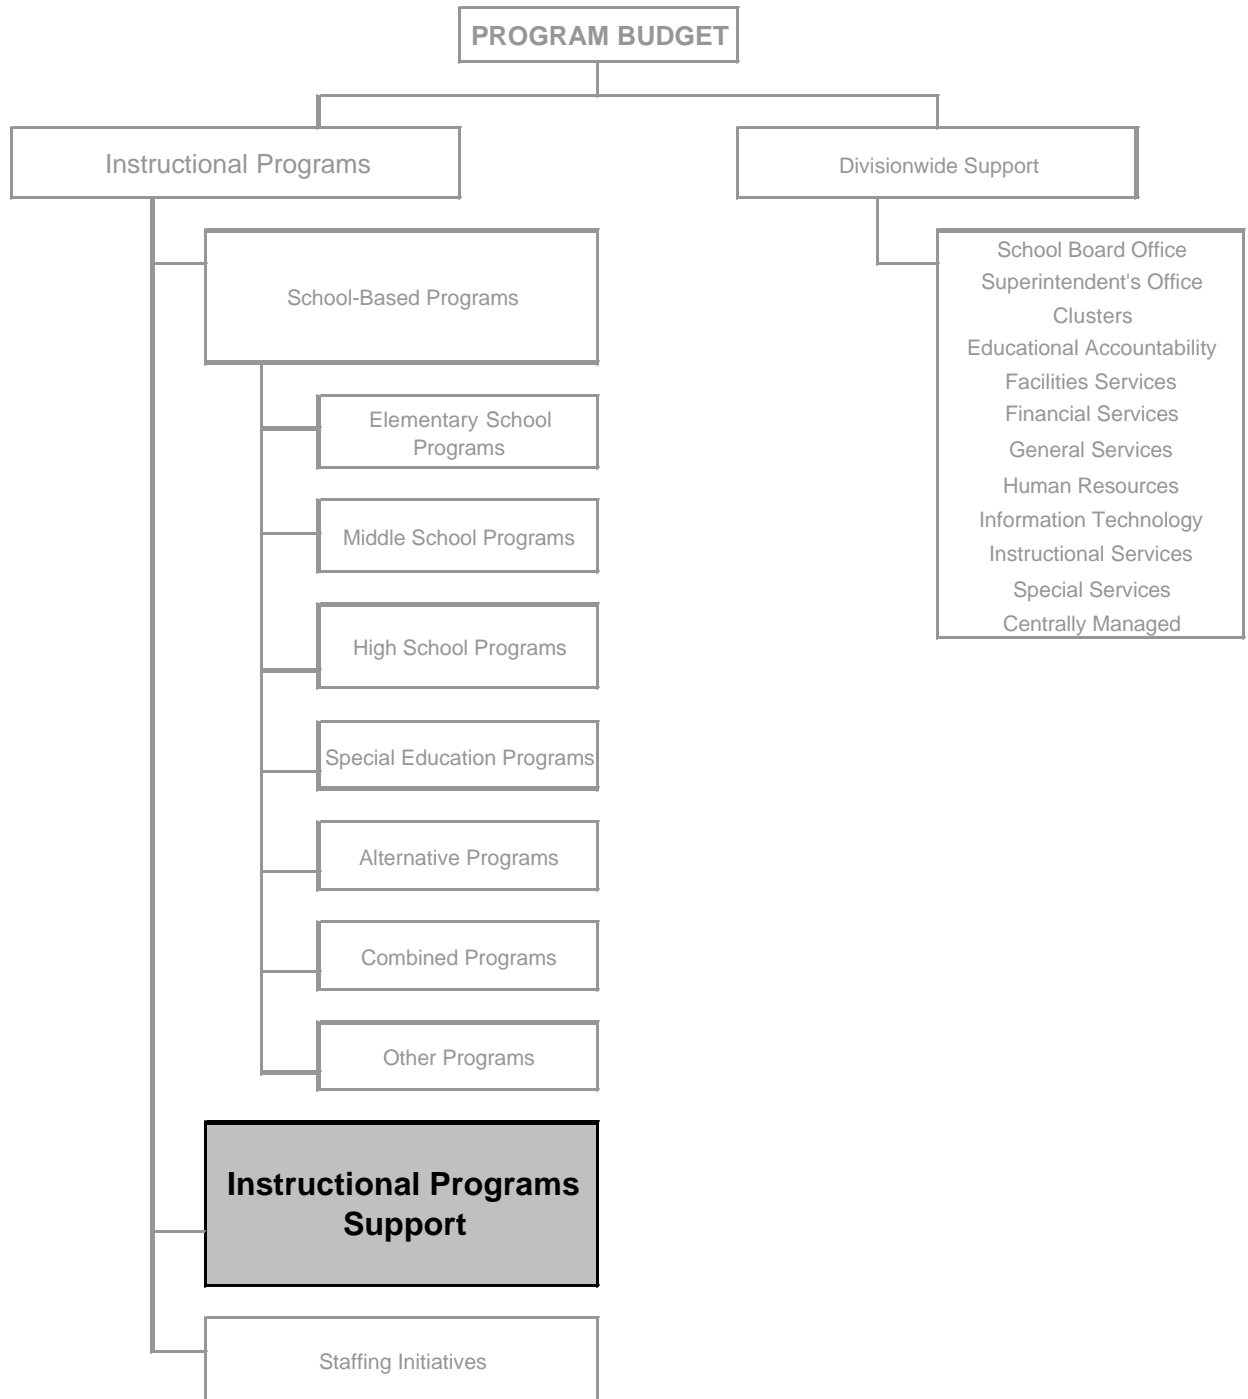 PROGRAM BUDGET
Instructional Programs
Divisionwide Support
School-Based Programs
Elementary School
Programs
Middle School Programs
High School Programs
Special Education Programs
Alternative Programs
Combined Programs
Other Programs
Instructional Programs
Support
Staffing Initiatives
School Board Office
Superintendent's Office
Clusters
Educational Accountability
Facilities Services
Financial Services
General Services
Human Resources
Information Technology
Instructional Services
Special Services
Centrally Managed